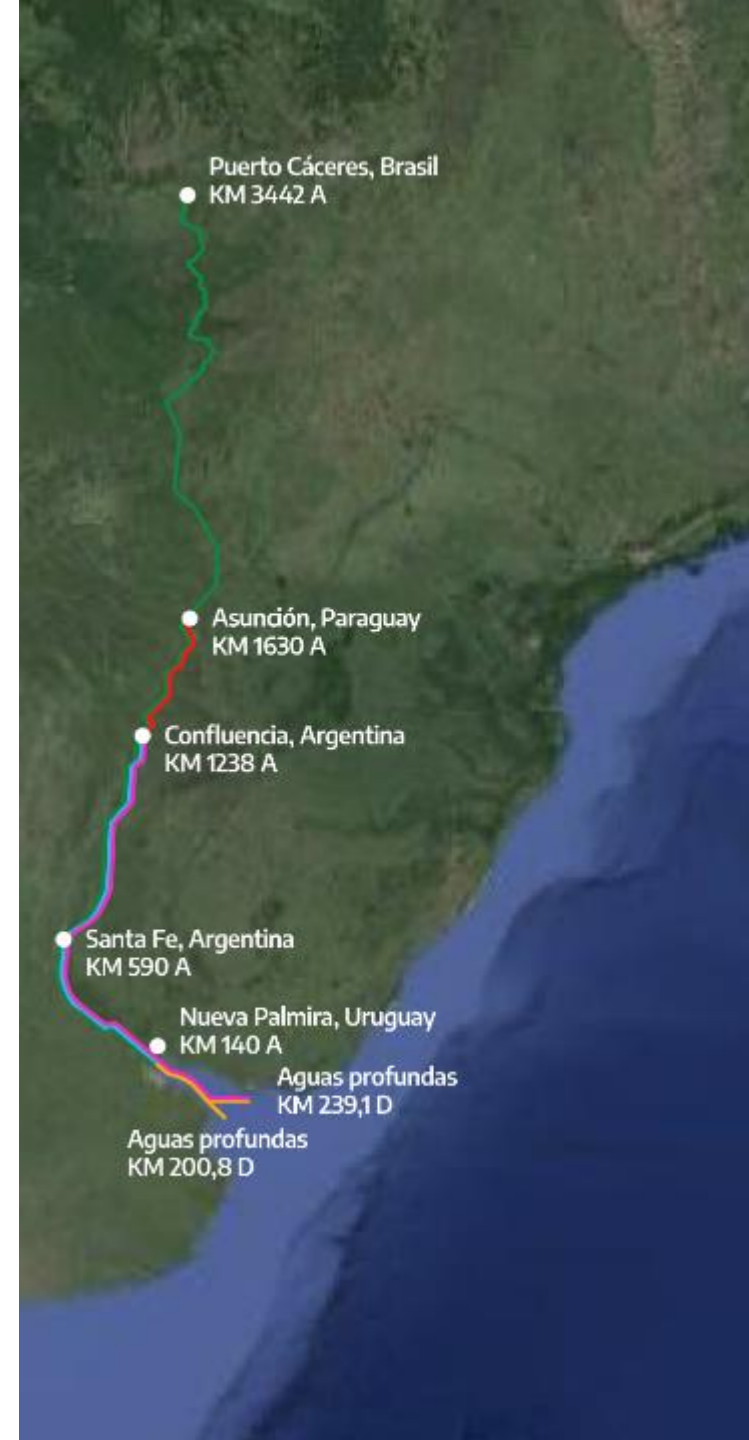 Puerto Cáceres, Brasil
KM 3442 A
Asunción, Paraguay
KM 1630 A
Confluencia, Argentina
KM 1238 A
Santa Fe, Argentina
KM 590 A
Nueva Palmira, Uruguay
KM 140 A
Aguas profundas
KM 239,1 D
Aguas profundas
KM 200,8 D